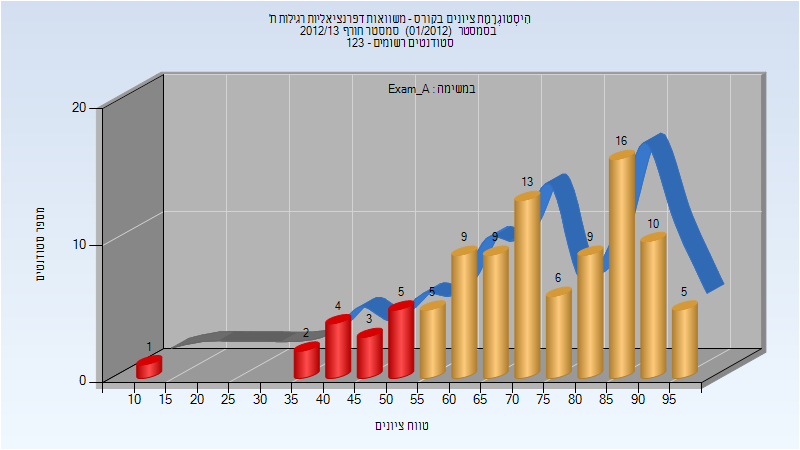 הִיסְטוֹגְרָמַת ציונים בקורס - משוואות דפרנציאליות רגילות ח'
בסמסטר (01/2012) סמסטר חורף 2012/13
סטודנטים רשומים - 123
במשימה : Exam_A
מספר סטודנטים
20
10
0
1
2
4
3
5
5
9
9
13
6
9
16
10
5
10 15 20 25 30 35 40 45 50 55 60 65 70 75 80 85 90 95
טווח ציונים